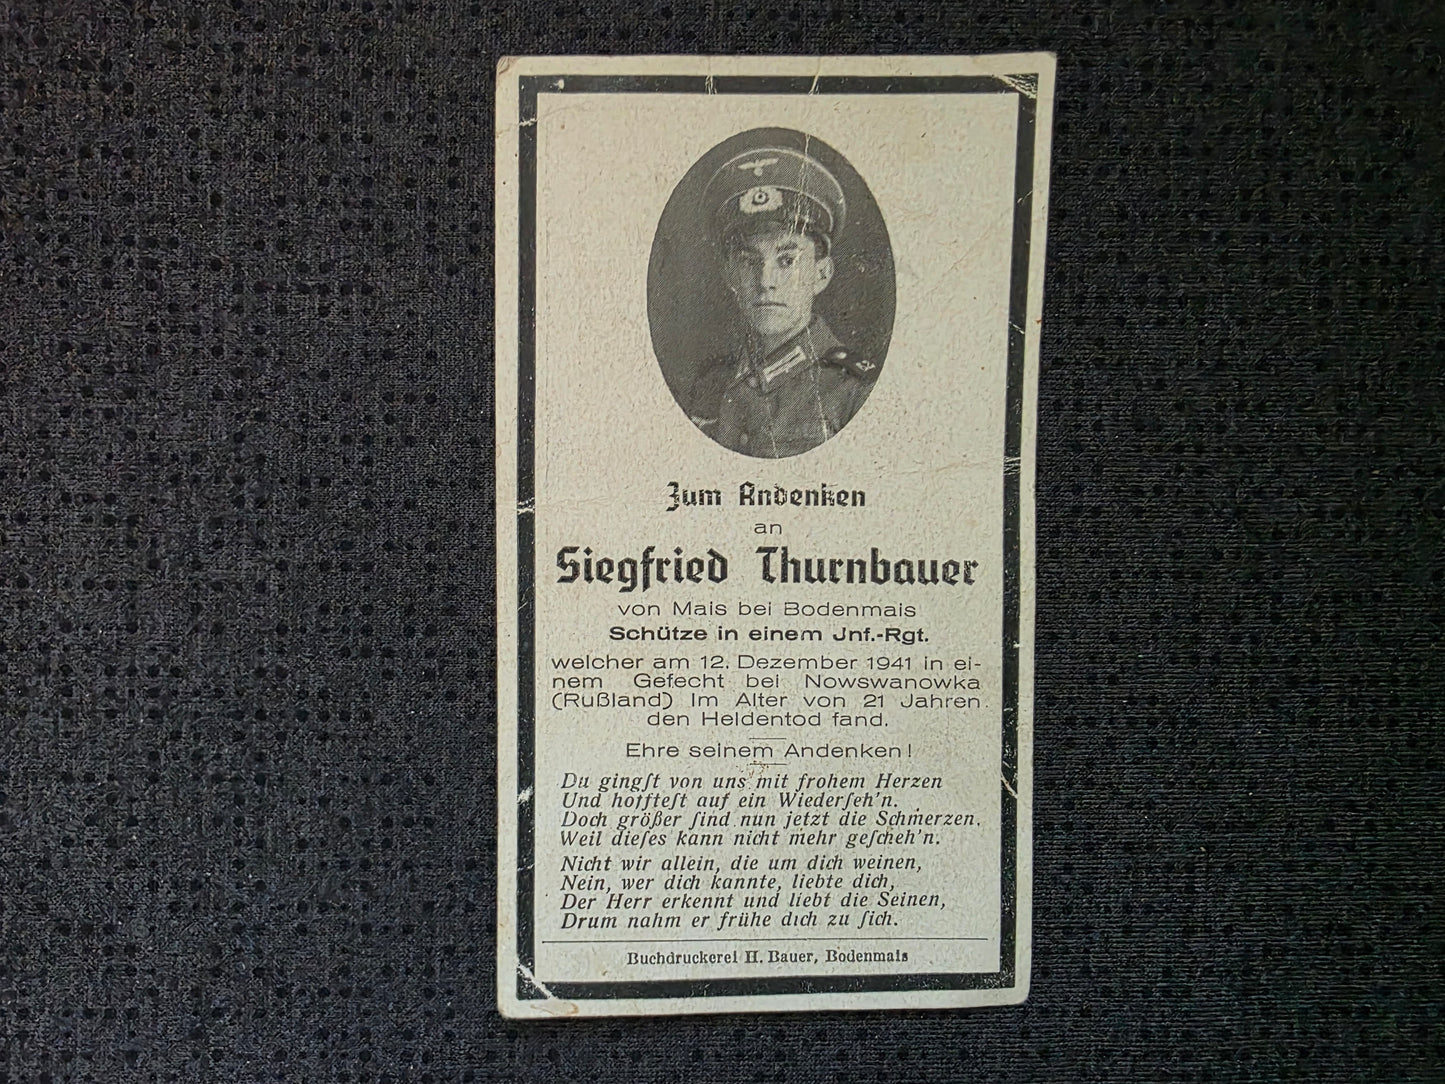 Zum Andenken
an
Siegfried Thurnbauer
von Mais bei Bodenmais
Schütze in einem Jnf.-Rgt.
welcher am 12. Dezember 1941 in ei-
nem Gefecht bei Nowswanowka
(Rußland) im Alter von 21 Jahren
den Heldentod fand.
Ehre seinem Andenken!
Du gingſt von uns mit frohem Herzen
Und hoffteſt auf ein Wiederſeh'n.
Doch größer ſind nun jetzt die Schmerzen,
Weil dieſes kann nicht mehr geſcheh'n.
Nicht wir allein, die um dich weinen,
Nein, wer dich kannte, liebte dich,
Der Herr erkennt und liebt die Seinen,
Drum nahm er frühe dich zu ſich.
Buchdruckerei H. Bauer, Bodenmais